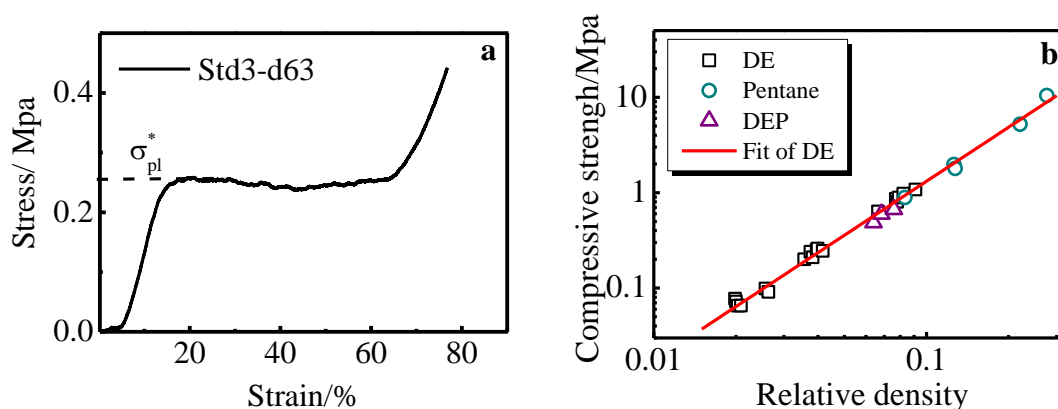 a
Std3-d63
σ*pl
Stress/ Mpa
0.4
0.2
0.0
20
40
60
80
Strain/%
b
DE
Pentane
DEP
Fit of DE
Compressive strengh/Mpa
10
1
0.1
0.01
0.1
Relative density